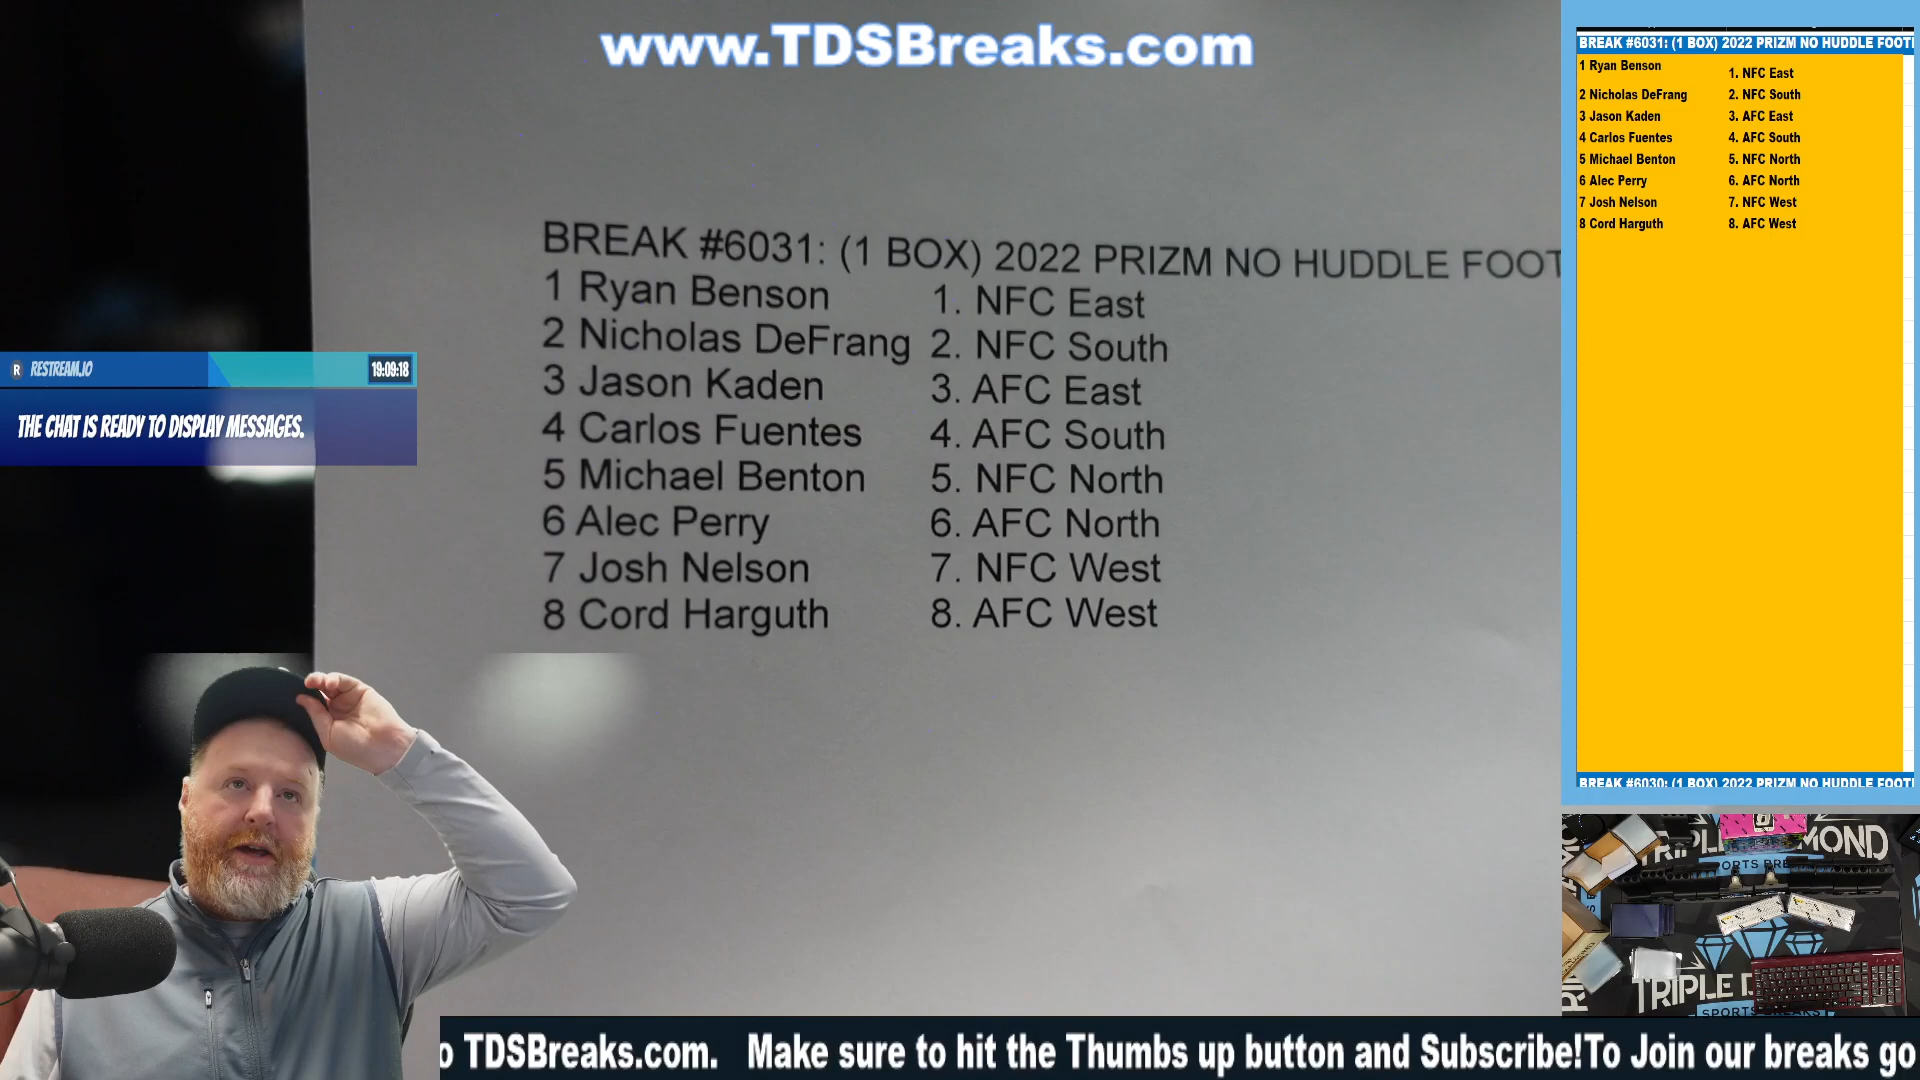 www.TDSBreaks.com
BREAK #6031: (1 BOX) 2022 PRIZM NO HUDDLE FOOT
1 Ryan Benson 1. NFC East
2 Nicholas DeFrang 2. NFC South
3 Jason Kaden 3. AFC East
4 Carlos Fuentes 4. AFC South
5 Michael Benton 5. NFC North
6 Alec Perry 6. AFC North
7 Josh Nelson 7. NFC West
8 Cord Harguth 8. AFC West
R RESTREAM.IO 19:09:18
THE CHAT IS READY TO DISPLAY MESSAGES.
BREAK #6031: (1 BOX) 2022 PRIZM NO HUDDLE FOOT
1 Ryan Benson 1. NFC East
2 Nicholas DeFrang 2. NFC South
3 Jason Kaden 3. AFC East
4 Carlos Fuentes 4. AFC South
5 Michael Benton 5. NFC North
6 Alec Perry 6. AFC North
7 Josh Nelson 7. NFC West
8 Cord Harguth 8. AFC West
BREAK #6030: (1 BOX) 2022 PRIZM NO HUDDLE FOOT
TRIPLE
MOND
SPORTS
TRIPLE D
SPORTS BREAKS
o TDSBreaks.com. Make sure to hit the Thumbs up button and Subscribe!To Join our breaks go